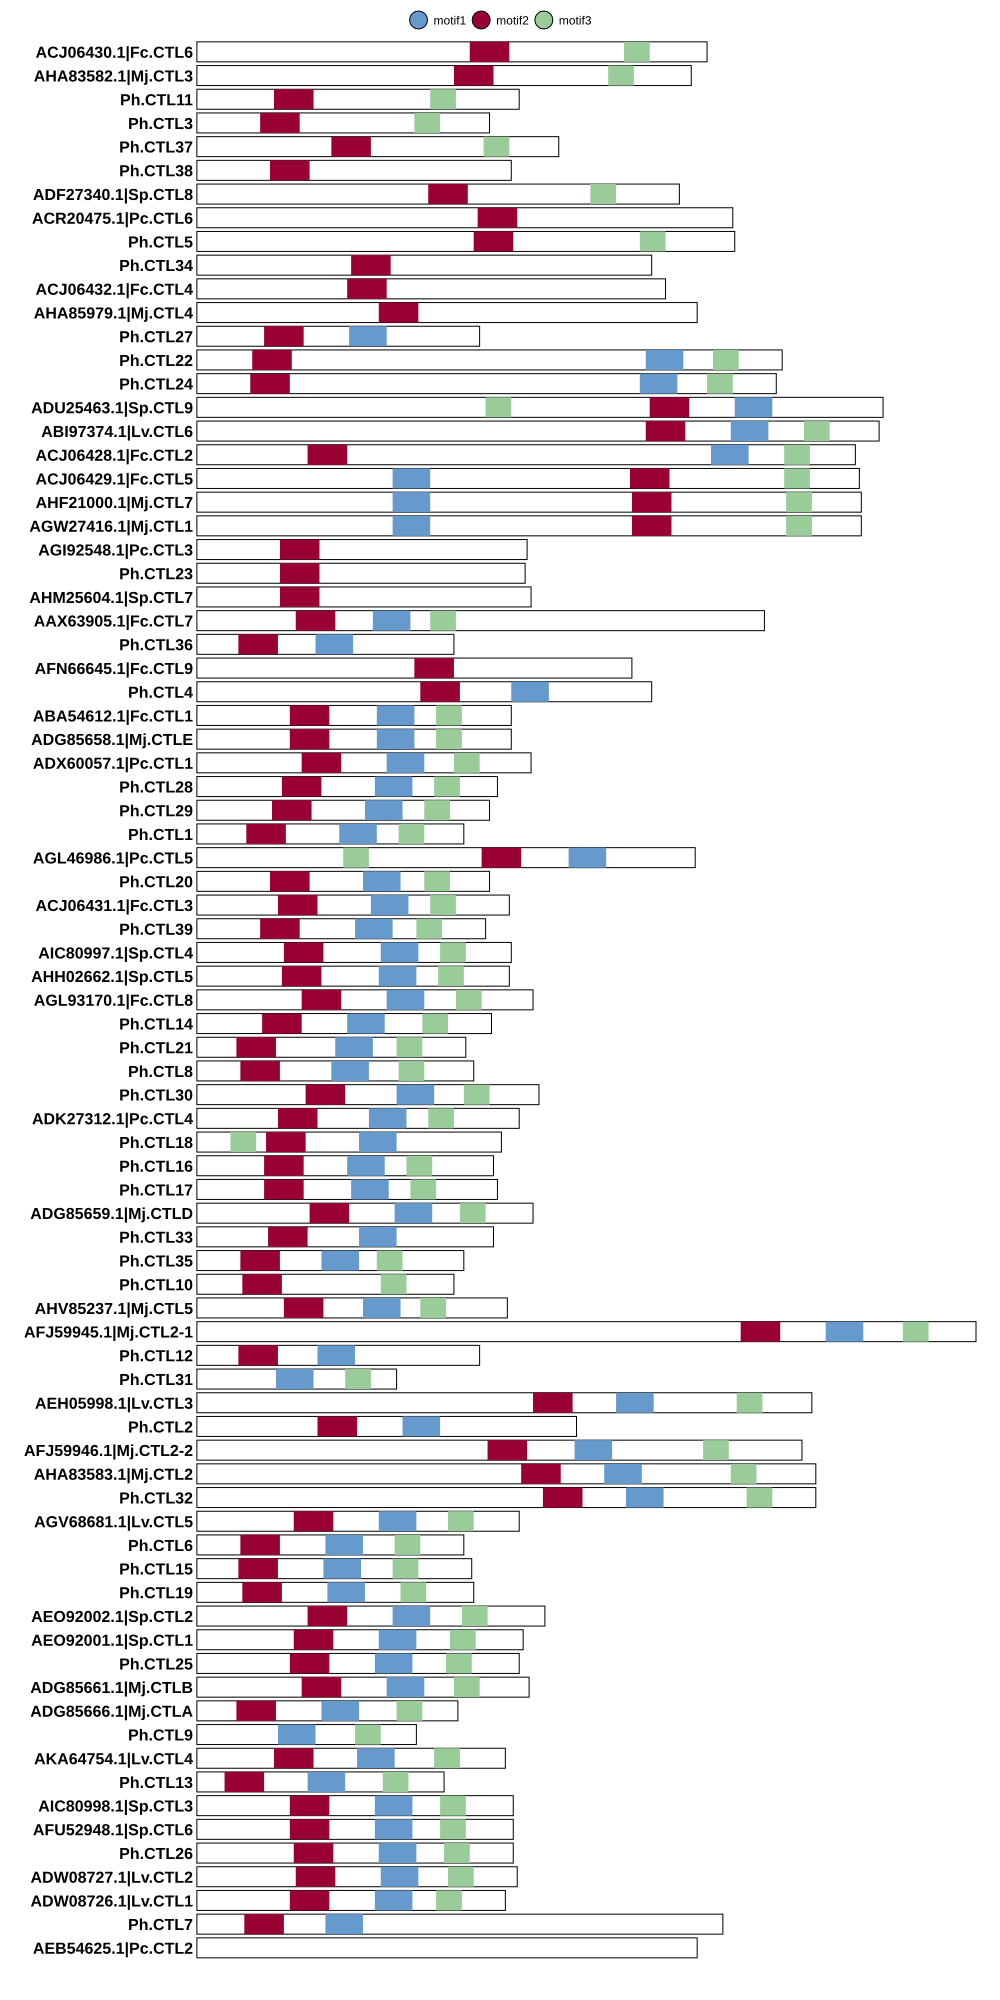 motif1 motif2 motif3
ACJ06430.1|Fc.CTL6
AHA83582.1|Mj.CTL3
Ph.CTL11
Ph.CTL3
Ph.CTL37
Ph.CTL38
ADF27340.1|Sp.CTL8
ACR20475.1|Pc.CTL6
Ph.CTL5
Ph.CTL34
ACJ06432.1|Fc.CTL4
AHA85979.1|Mj.CTL4
Ph.CTL27
Ph.CTL22
Ph.CTL24
ADU25463.1|Sp.CTL9
ABI97374.1|Lv.CTL6
ACJ06428.1|Fc.CTL2
ACJ06429.1|Fc.CTL5
AHF21000.1|Mj.CTL7
AGW27416.1|Mj.CTL1
AGI92548.1|Pc.CTL3
Ph.CTL23
AHM25604.1|Sp.CTL7
AAX63905.1|Fc.CTL7
Ph.CTL36
AFN66645.1|Fc.CTL9
Ph.CTL4
ABA54612.1|Fc.CTL1
ADG85658.1|Mj.CTLE
ADX60057.1|Pc.CTL1
Ph.CTL28
Ph.CTL29
Ph.CTL1
AGL46986.1|Pc.CTL5
Ph.CTL20
ACJ06431.1|Fc.CTL3
Ph.CTL39
AIC80997.1|Sp.CTL4
AHH02662.1|Sp.CTL5
AGL93170.1|Fc.CTL8
Ph.CTL14
Ph.CTL21
Ph.CTL8
Ph.CTL30
ADK27312.1|Pc.CTL4
Ph.CTL18
Ph.CTL16
Ph.CTL17
ADG85659.1|Mj.CTLD
Ph.CTL33
Ph.CTL35
Ph.CTL10
AHV85237.1|Mj.CTL5
AFJ59945.1|Mj.CTL2-1
Ph.CTL12
Ph.CTL31
AEH05998.1|Lv.CTL3
Ph.CTL2
AFJ59946.1|Mj.CTL2-2
AHA83583.1|Mj.CTL2
Ph.CTL32
AGV68681.1|Lv.CTL5
Ph.CTL6
Ph.CTL15
Ph.CTL19
AEO92002.1|Sp.CTL2
AEO92001.1|Sp.CTL1
Ph.CTL25
ADG85661.1|Mj.CTLB
ADG85666.1|Mj.CTLA
Ph.CTL9
AKA64754.1|Lv.CTL4
Ph.CTL13
AIC80998.1|Sp.CTL3
AFU52948.1|Sp.CTL6
Ph.CTL26
ADW08727.1|Lv.CTL2
ADW08726.1|Lv.CTL1
Ph.CTL7
AEB54625.1|Pc.CTL2